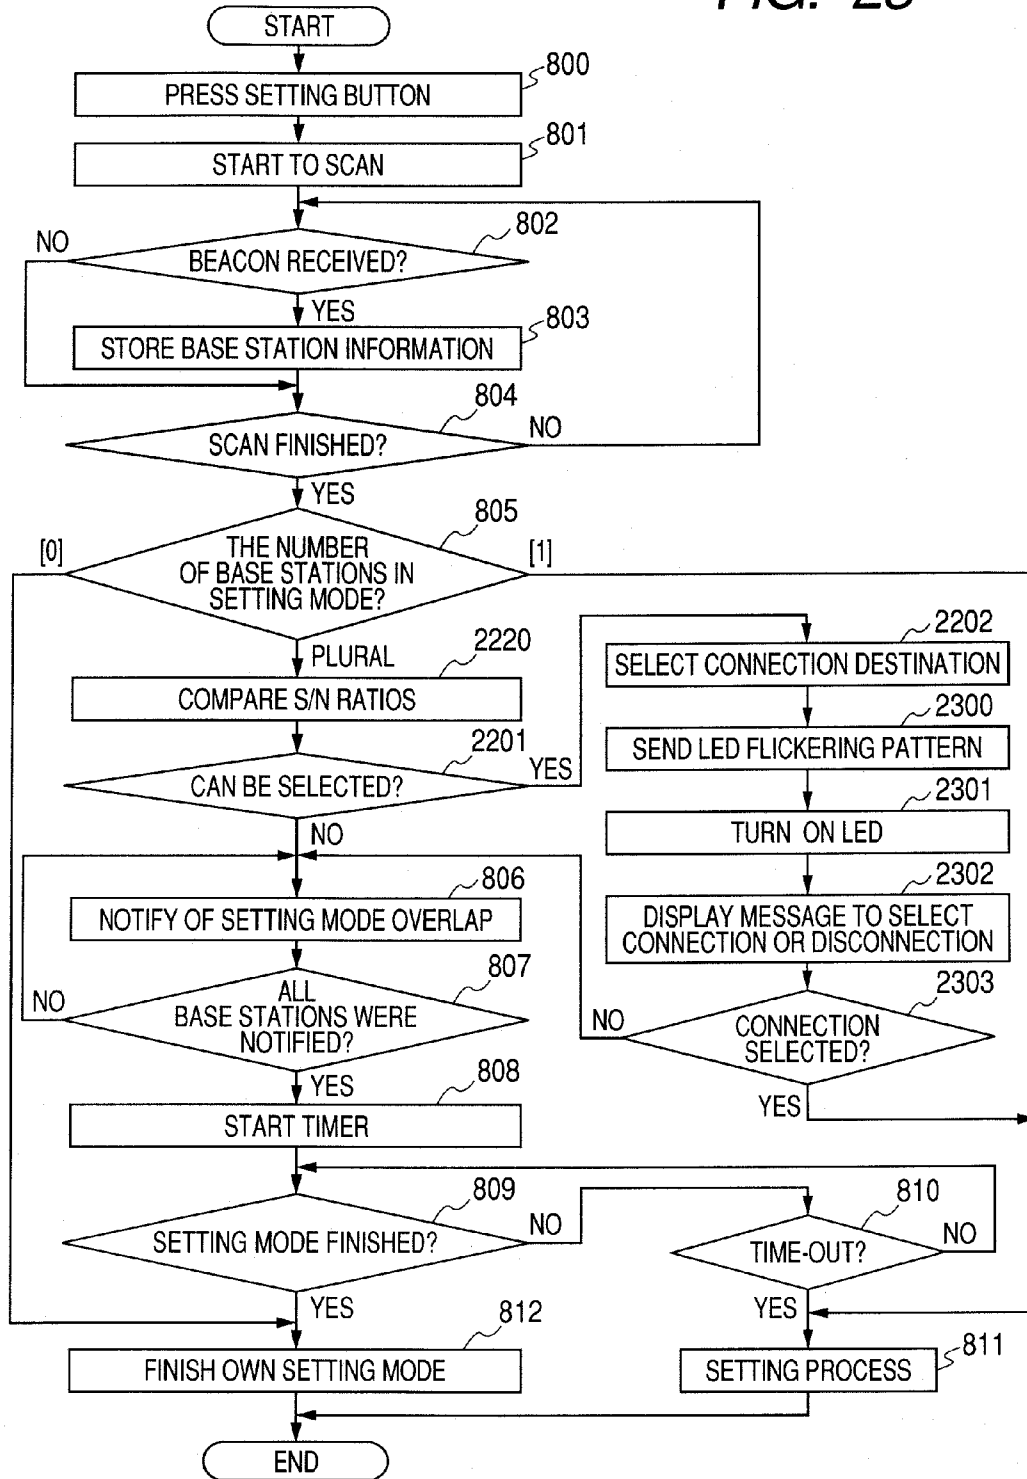 FIG.
START
800
PRESS SETTING BUTTON
801
START TO SCAN
802
NO
BEACON RECEIVED?
YES
803
STORE BASE STATION INFORMATION
804
NO
SCAN FINISHED?
YES
805
[0]
[1]
THE NUMBER
OF BASE STATIONS IN
SETTING MODE?
PLURAL
2220
COMPARE S/N RATIOS
2201
YES
CAN BE SELECTED?
NO
2202
SELECT CONNECTION DESTINATION
2300
SEND LED FLICKERING PATTERN
2301
TURN ON LED
2302
DISPLAY MESSAGE TO SELECT
CONNECTION OR DISCONNECTION
2303
NO
CONNECTION
SELECTED?
YES
806
NOTIFY OF SETTING MODE OVERLAP
807
NO
ALL
BASE STATIONS WERE
NOTIFIED?
YES
808
START TIMER
809
NO
SETTING MODE FINISHED?
YES
810
NO
TIME-OUT?
YES
812
FINISH OWN SETTING MODE
811
SETTING PROCESS
END